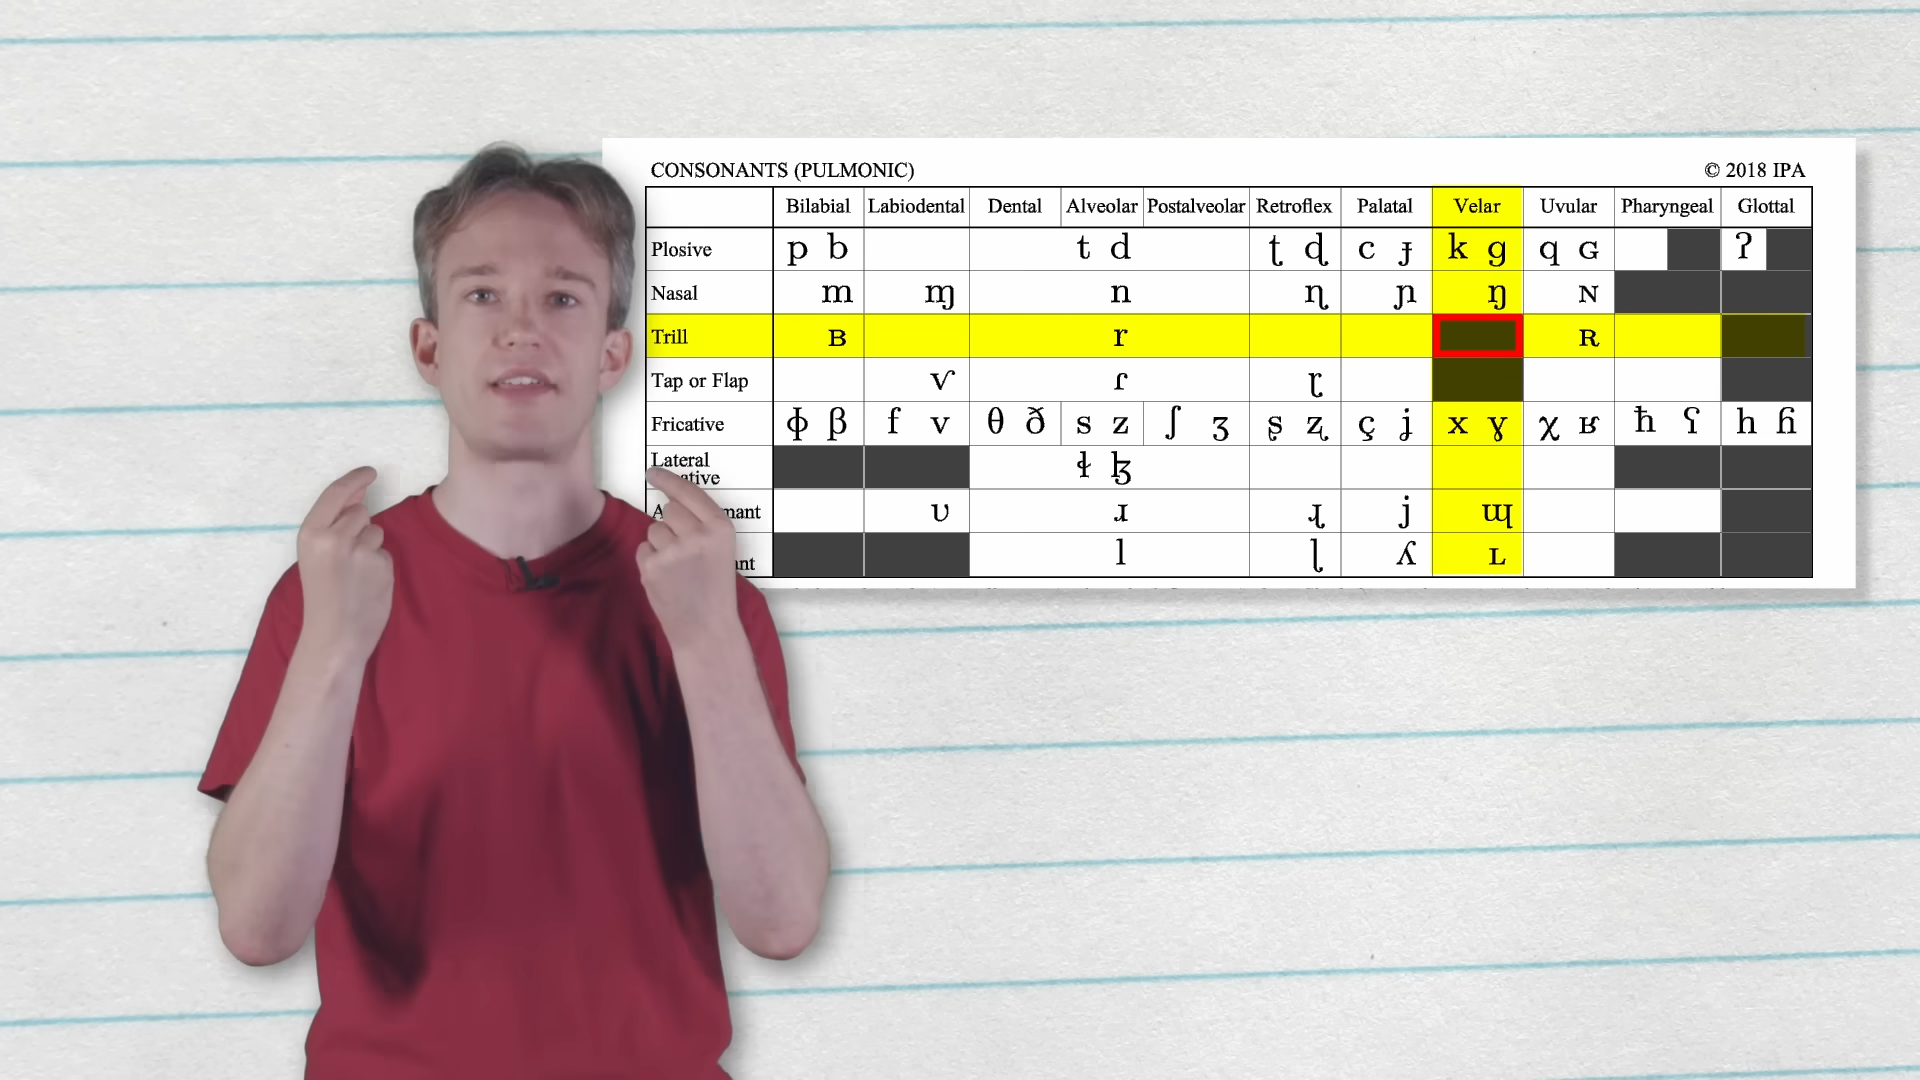 CONSONANTS (PULMONIC) © 2018 IPA
Bilabial Labiodental Dental Alveolar Postalveolar Retroflex Palatal Velar Uvular Pharyngeal Glottal
Plosive p b t d ʈ ɖ c ɟ k ɡ q ɢ ʔ
Nasal m ɱ n ɳ ɲ ŋ ɴ
Trill ʙ r ʀ
Tap or Flap ⱱ ɾ ɽ
Fricative ɸ β f v θ ð s z ʃ ʒ ʂ ʐ ç ʝ x ɣ χ ʁ ħ ʕ h ɦ
Lateral
ɬ ɮ
ʋ ɹ ɻ j ɰ
l ɭ ʎ ʟ